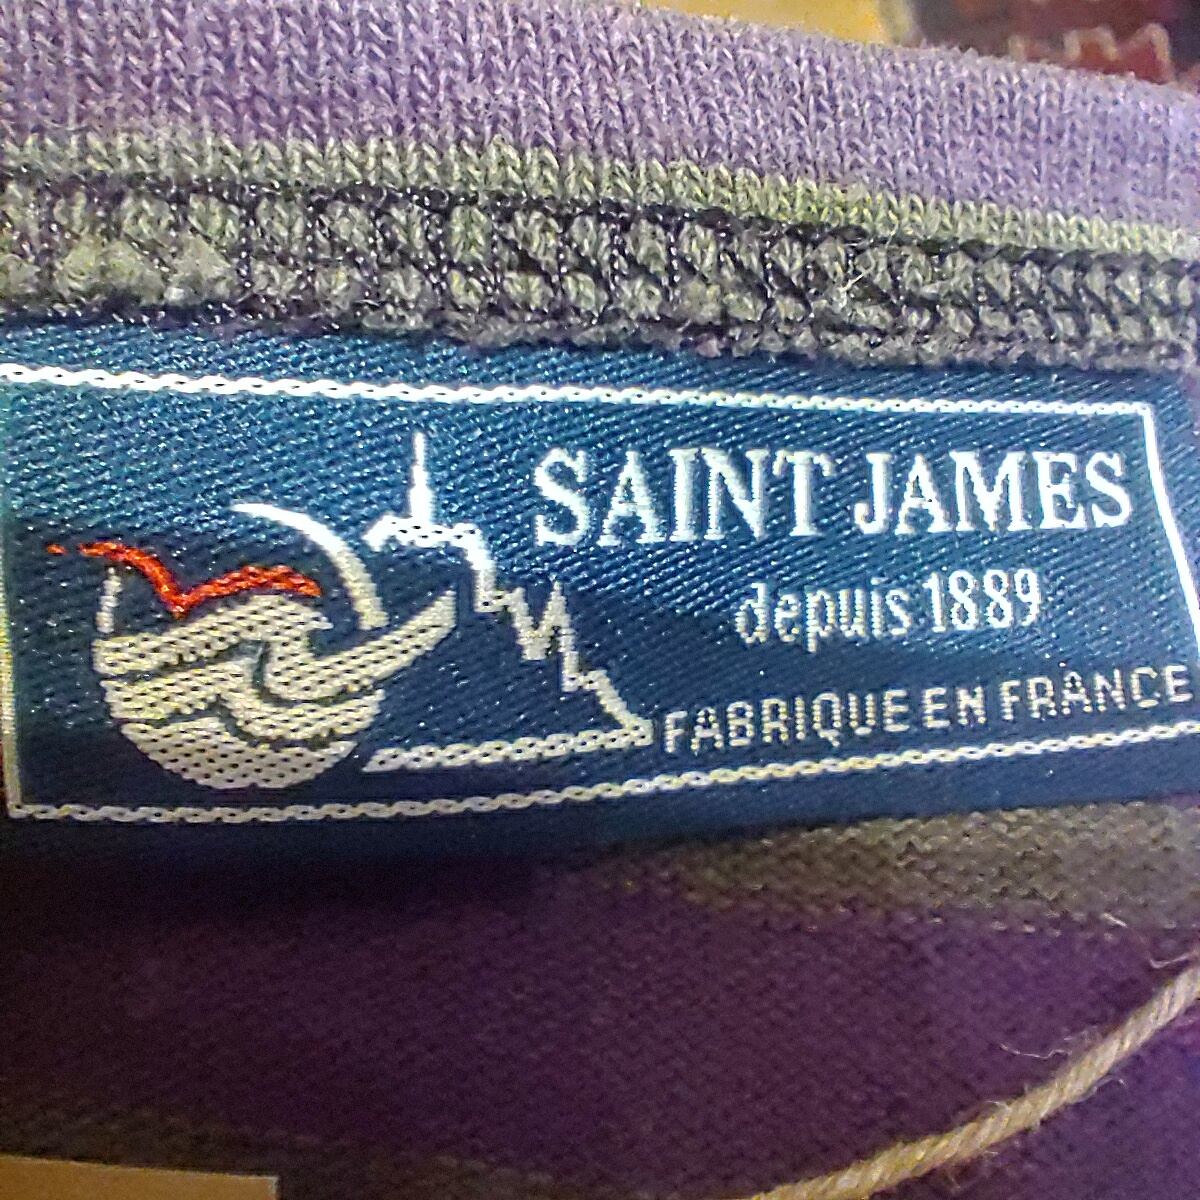 SAINT JAMES
depuis 1889
FABRIQUE EN FRANCE